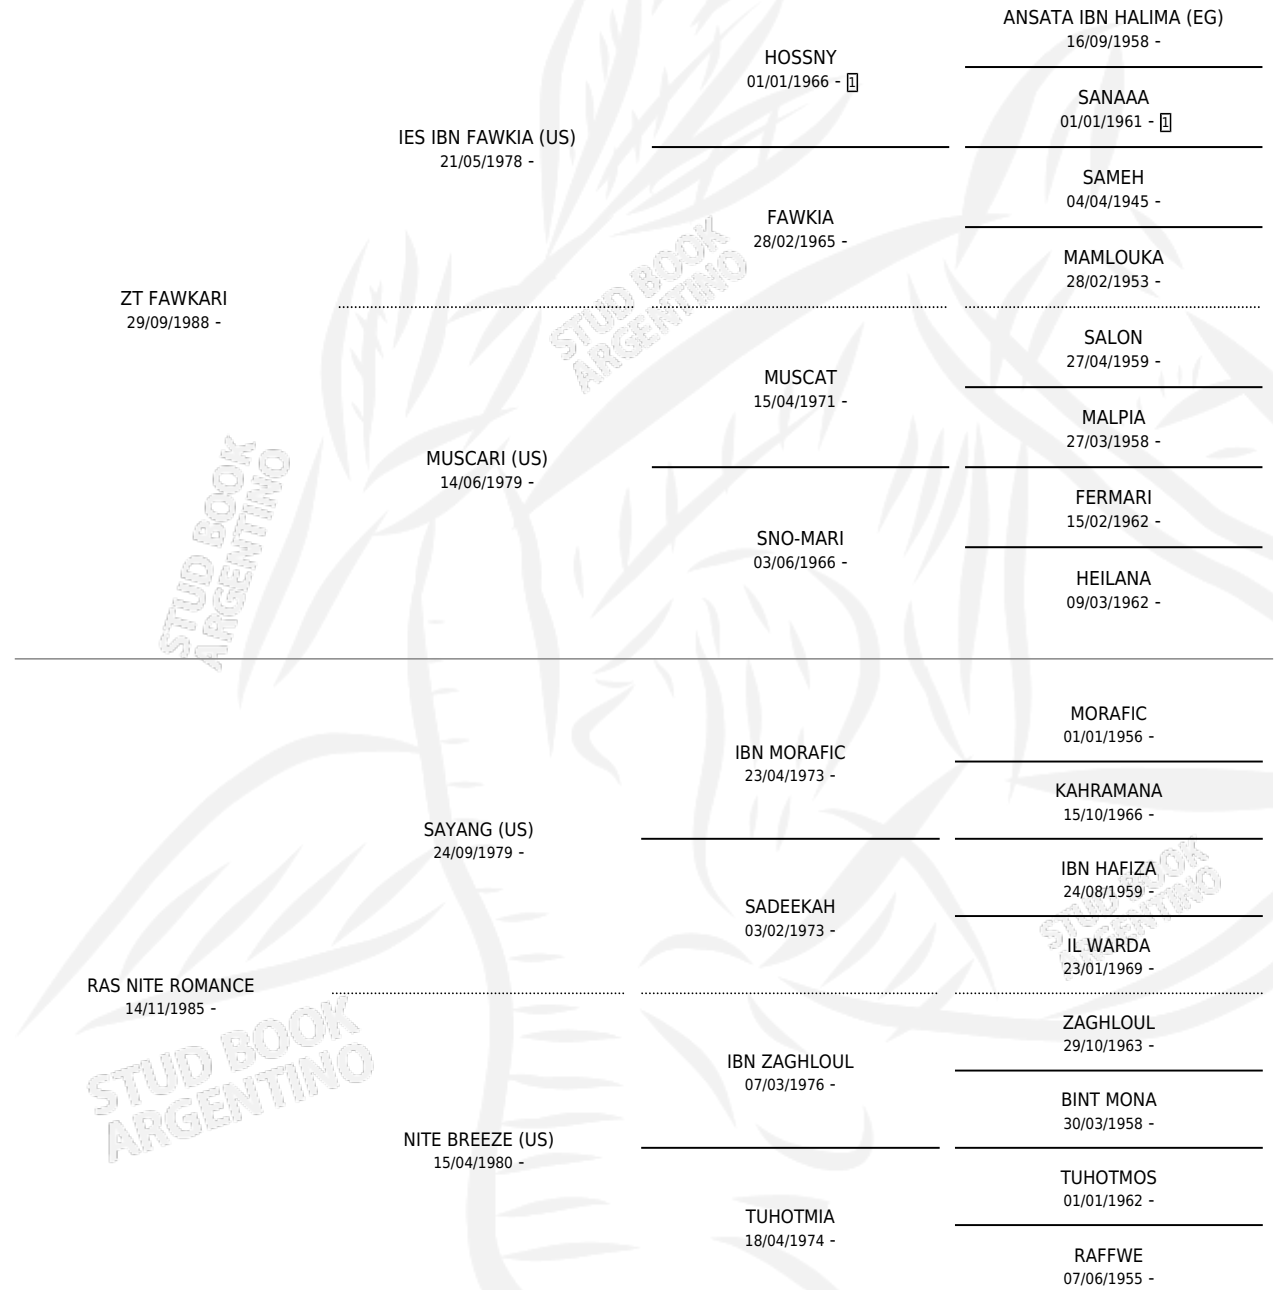 ANSATA IBN HALIMA (EG)
16/09/1958 -
HOSSNY
01/01/1966 - 1
SANAAA
01/01/1961 - 1
IES IBN FAWKIA (US)
21/05/1978 -
SAMEH
04/04/1945 -
FAWKIA
28/02/1965 -
MAMLOUKA
28/02/1953 -
ZT FAWKARI
29/09/1988 -
SALON
27/04/1959 -
MUSCAT
15/04/1971 -
MALPIA
27/03/1958 -
MUSCARI (US)
14/06/1979 -
FERMARI
15/02/1962 -
SNO-MARI
03/06/1966 -
HEILANA
09/03/1962 -
STUD BOOK
ARGENTINO
STUD BOOK
ARGENTINO
MORAFIC
01/01/1956 -
IBN MORAFIC
23/04/1973 -
KAHRAMANA
15/10/1966 -
SAYANG (US)
24/09/1979 -
IBN HAFIZA
24/08/1959 -
SADEEKAH
03/02/1973 -
IL WARDA
23/01/1969 -
RAS NITE ROMANCE
14/11/1985 -
ZAGHLOUL
29/10/1963 -
IBN ZAGHLOUL
07/03/1976 -
BINT MONA
30/03/1958 -
NITE BREEZE (US)
15/04/1980 -
TUHOTMOS
01/01/1962 -
TUHOTMIA
18/04/1974 -
RAFFWE
07/06/1955 -
STUD BOOK
ARGENTINO
STUD BOOK
ARGENTINO